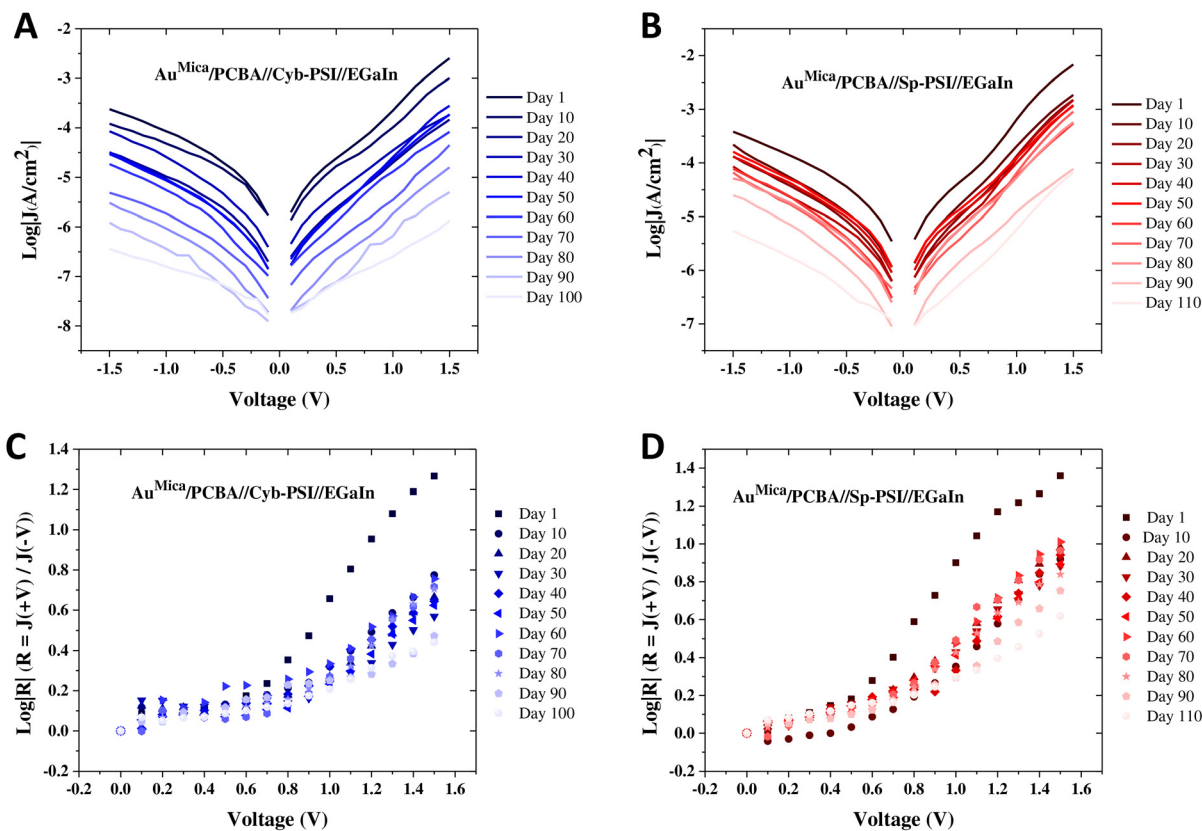 A
-2
-3
-4
-5
-6
-7
-8
Log|J(A/cm²)|
Au^Mica/PCBA//Cyb-PSI//EGaIn
-1.5 -1.0 -0.5 0.0 0.5 1.0 1.5
Voltage (V)
Day 1
Day 10
Day 20
Day 30
Day 40
Day 50
Day 60
Day 70
Day 80
Day 90
Day 100
B
-2
-3
-4
-5
-6
-7
Log|J(A/cm²)|
Au^Mica/PCBA//Sp-PSI//EGaIn
-1.5 -1.0 -0.5 0.0 0.5 1.0 1.5
Voltage (V)
Day 1
Day 10
Day 20
Day 30
Day 40
Day 50
Day 60
Day 70
Day 80
Day 90
Day 110
C
1.4
1.2
1.0
0.8
0.6
0.4
0.2
0.0
-0.2
Log|R| (R = J(+V) / J(-V))
Au^Mica/PCBA//Cyb-PSI//EGaIn
0.0 0.2 0.4 0.6 0.8 1.0 1.2 1.4 1.6
Voltage (V)
Day 1
Day 10
Day 20
Day 30
Day 40
Day 50
Day 60
Day 70
Day 80
Day 90
Day 100
D
1.4
1.2
1.0
0.8
0.6
0.4
0.2
0.0
-0.2
Log|R| (R = J(+V) / J(-V))
Au^Mica/PCBA//Sp-PSI//EGaIn
0.0 0.2 0.4 0.6 0.8 1.0 1.2 1.4 1.6
Voltage (V)
Day 1
Day 10
Day 20
Day 30
Day 40
Day 50
Day 60
Day 70
Day 80
Day 90
Day 110